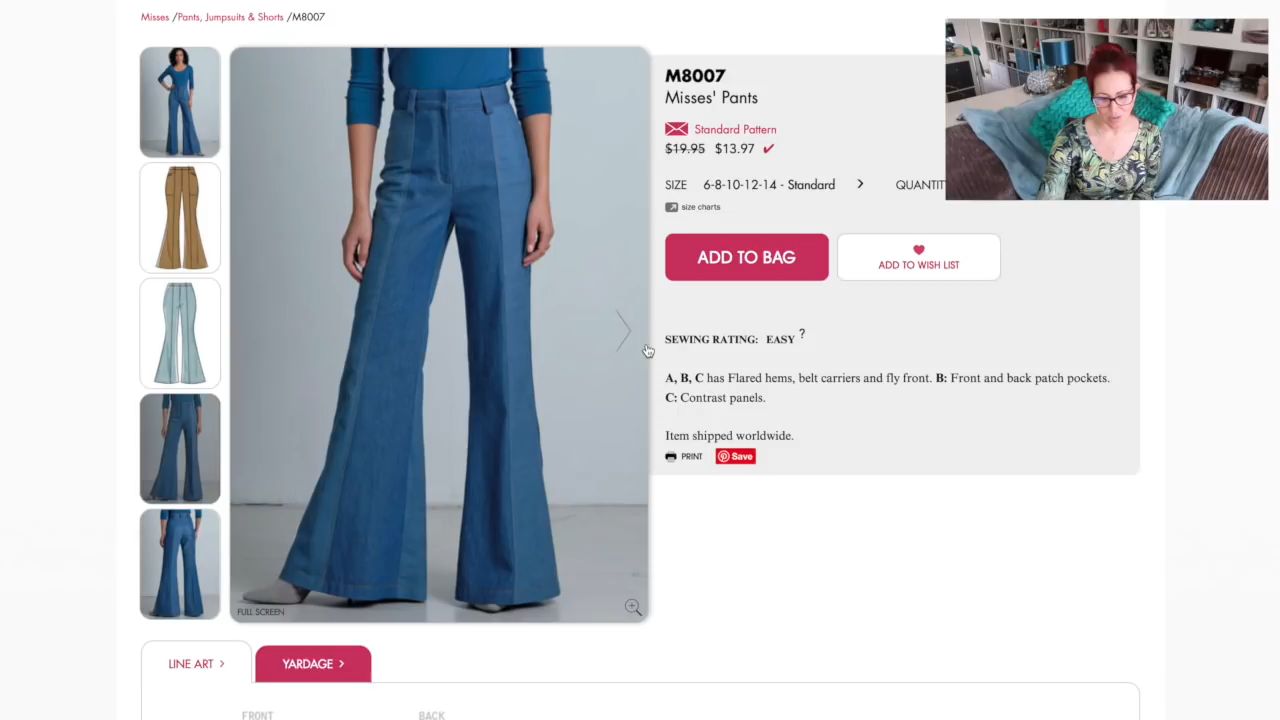 Misses /Pants, Jumpsuits & Shorts /M8007
M8007
Misses' Pants
Standard Pattern
$19.95 $13.97
SIZE 6-8-10-12-14 - Standard > QUANTIT
size charts
ADD TO BAG
ADD TO WISH LIST
SEWING RATING: EASY ?
A, B, C has Flared hems, belt carriers and fly front. B: Front and back patch pockets.
C: Contrast panels.
Item shipped worldwide.
PRINT Save
FULL SCREEN
LINE ART > YARDAGE >
FRONT BACK